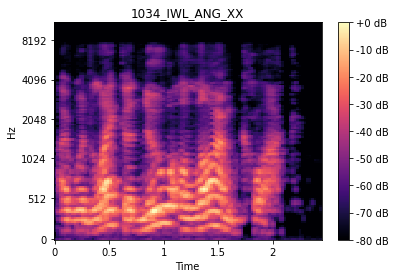 1034_IWL_ANG_XX
+0 dB
8192
-10 dB
4096
-20 dB
-30 dB
2048
Hz
-40 dB
1024
-50 dB
-60 dB
512
-70 dB
0
-80 dB
0
0.5
1
1.5
2
Time